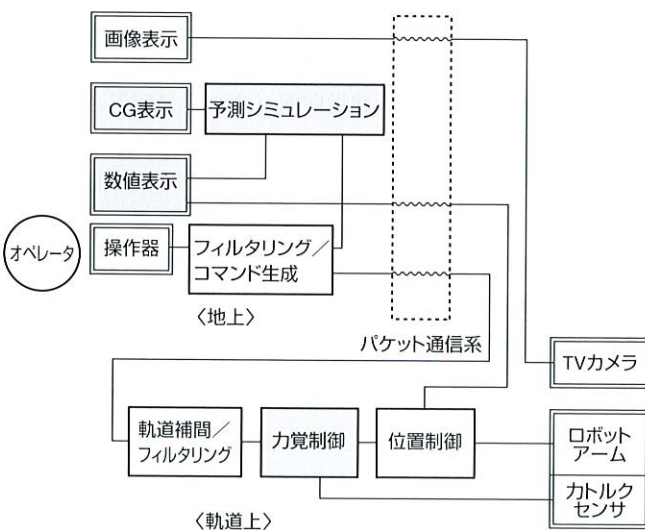 画像表示
CG表示
予測シミュレーション
数値表示
オペレータ
操作器
フィルタリング／
コマンド生成
〈地上〉
パケット通信系
TVカメラ
軌道補間／
フィルタリング
力覚制御
位置制御
ロボット
アーム
力トルク
センサ
〈軌道上〉